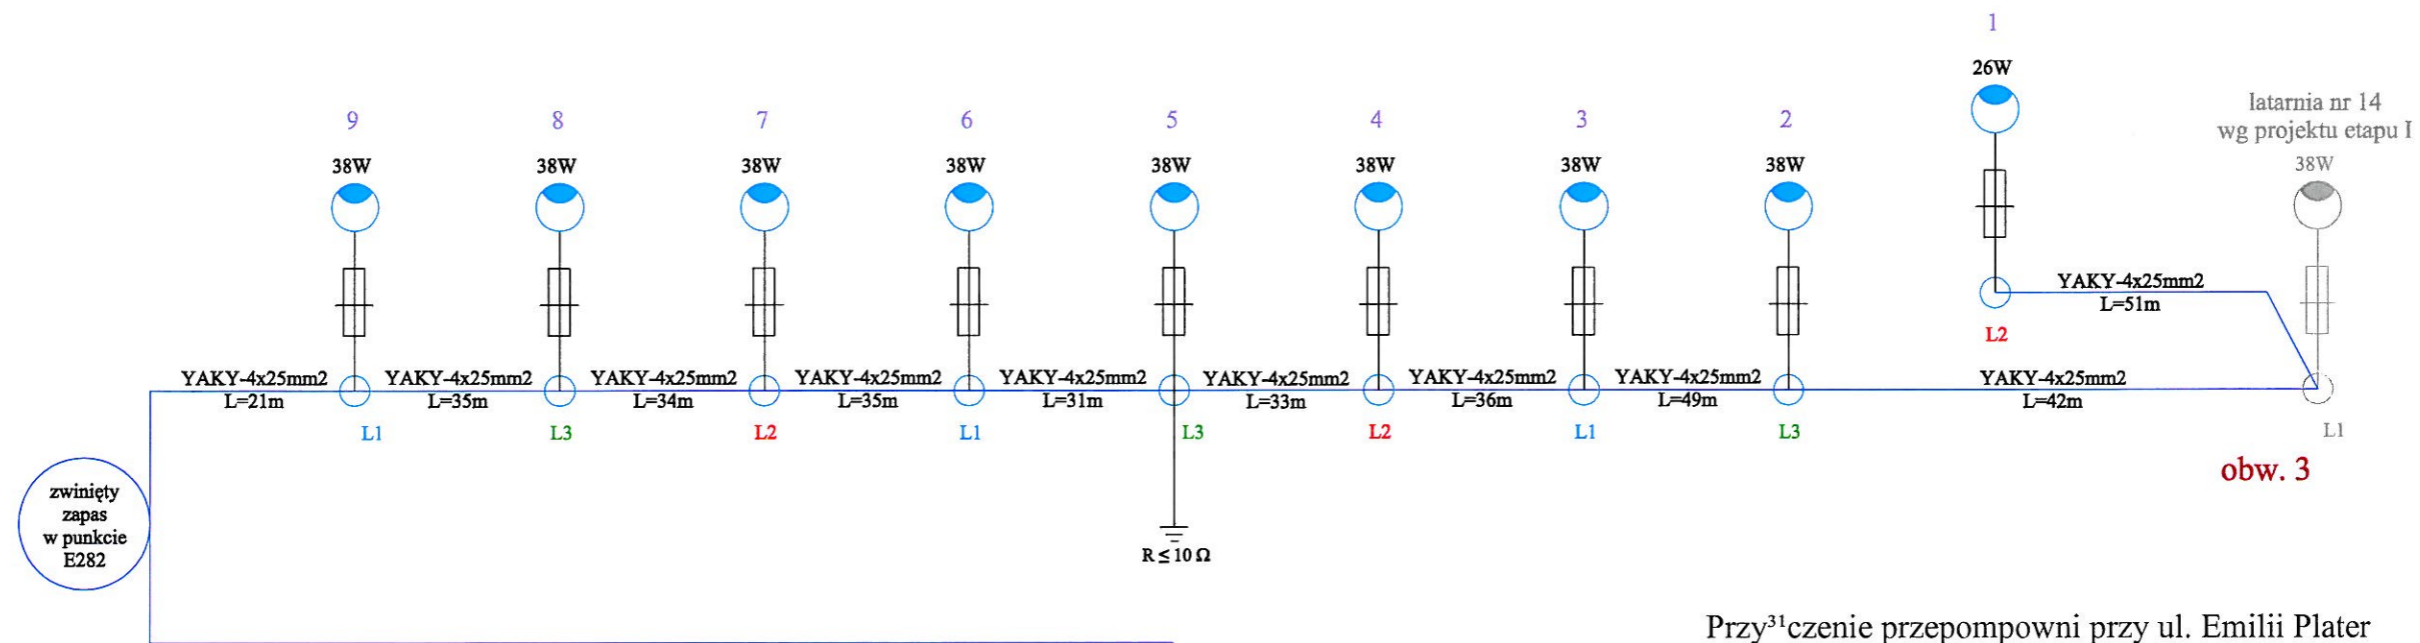 1
26W
latarnia nr 14
wg projektu etapu I
38W
9 8 7 6 5 4 3 2
38W 38W 38W 38W 38W 38W 38W 38W
YAKY-4x25mm2
L=51m
L2
YAKY-4x25mm2 YAKY-4x25mm2 YAKY-4x25mm2 YAKY-4x25mm2 YAKY-4x25mm2 YAKY-4x25mm2 YAKY-4x25mm2 YAKY-4x25mm2 YAKY-4x25mm2
L=21m L=35m L=34m L=35m L=31m L=33m L=36m L=49m L=42m
L1 L3 L2 L1 L3 L2 L1 L3 L1
obw. 3
zwinięty
zapas
w punkcie
E282
R ≤ 10 Ω
Przy³¹czenie przepompowni przy ul. Emilii Plater